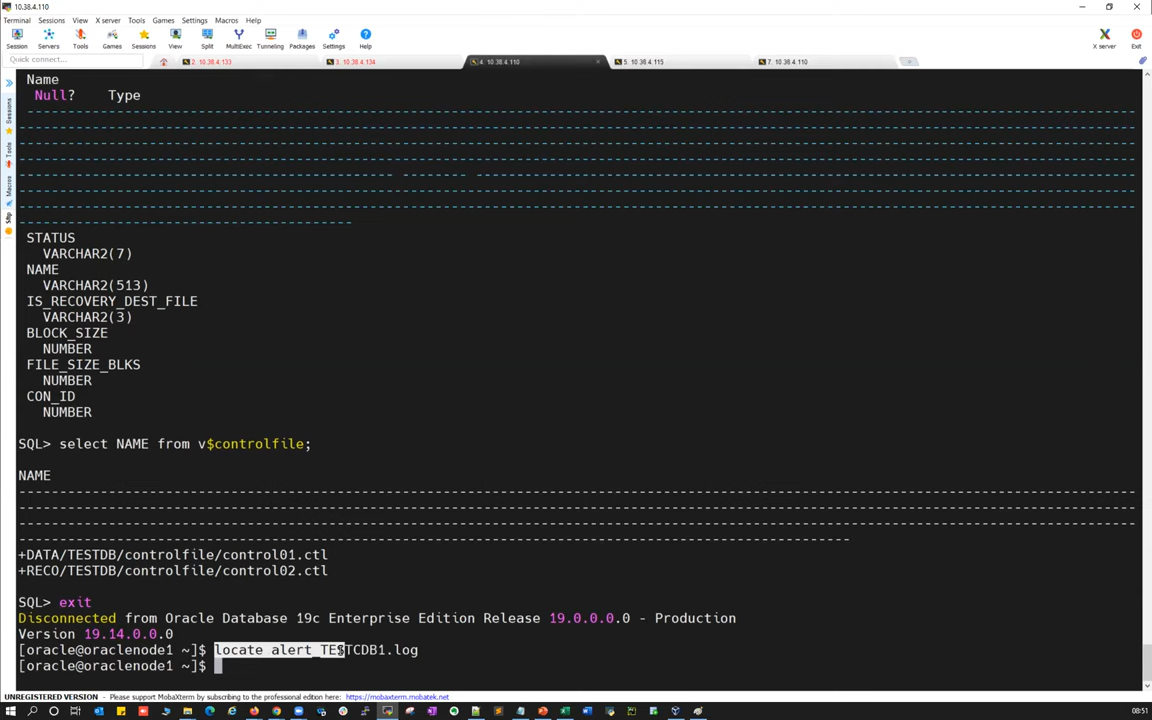 10.38.4.110
Terminal Sessions View X server Tools Games Settings Macros Help
Session Servers Tools Games Sessions View Split MultiExec Tunneling Packages Settings Help X server Exit
Quick connect...
2. 10.38.4.133 3. 10.38.4.134 4. 10.38.4.110 5. 10.38.4.115 7. 10.38.4.110
Sessions
Tools
Macros
Sftp
Name
Null? Type
--------------------------------------------------------------------------------
STATUS
VARCHAR2(7)
NAME
VARCHAR2(513)
IS_RECOVERY_DEST_FILE
VARCHAR2(3)
BLOCK_SIZE
NUMBER
FILE_SIZE_BLKS
NUMBER
CON_ID
NUMBER
SQL> select NAME from v$controlfile;
NAME
--------------------------------------------------------------------------------
+DATA/TESTDB/controlfile/control01.ctl
+RECO/TESTDB/controlfile/control02.ctl
SQL> exit
Disconnected from Oracle Database 19c Enterprise Edition Release 19.0.0.0.0 - Production
Version 19.14.0.0.0
[oracle@oraclenode1 ~]$ locate alert_TESTCDB1.log
[oracle@oraclenode1 ~]$
UNREGISTERED VERSION - Please support MobaXterm by subscribing to the professional edition here: https://mobaxterm.mobatek.net
08:51